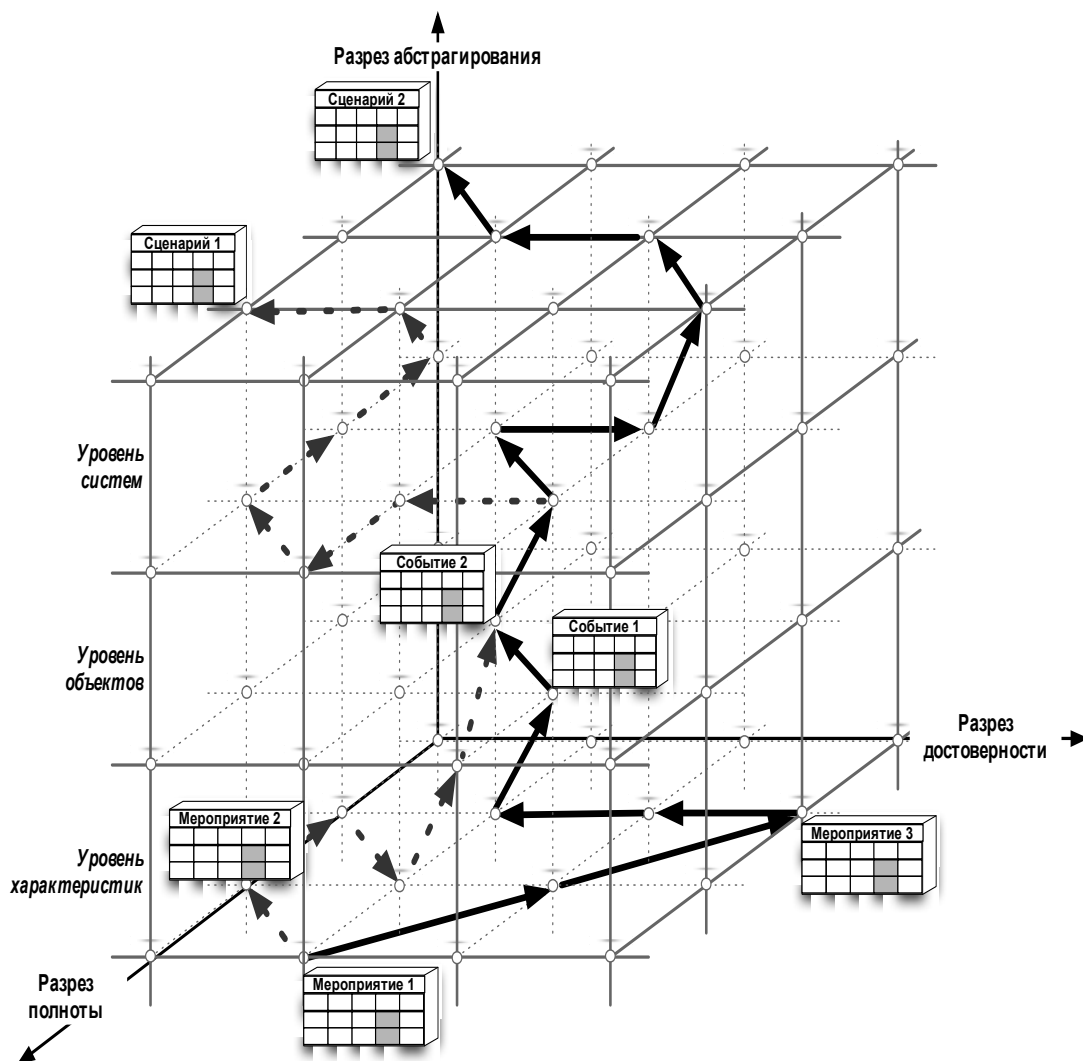 Разрез абстрагирования
Сценарий 2
Сценарий 1
Уровень
систем
Событие 2
Событие 1
Уровень
объектов
Разрез
достоверности
Мероприятие 2
Мероприятие 3
Уровень
характеристик
Разрез
полноты
Мероприятие 1